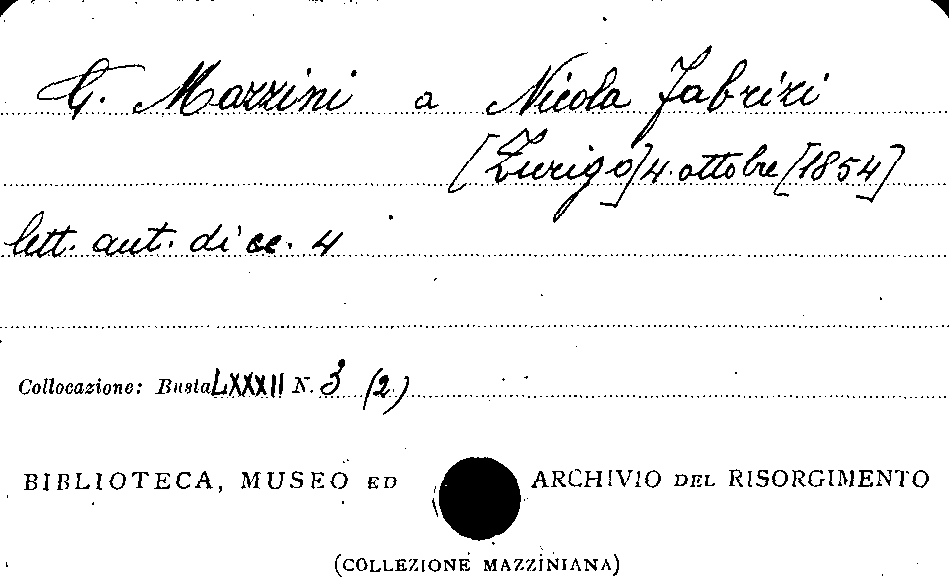 G. Mazzini a Nicola Fabrizi
[Zurigo] 4. ottobre [1854]
lett. aut. di cc. 4
Collocazione: Busta LXXXII N. 3 (2)
BIBLIOTECA, MUSEO ED ARCHIVIO DEL RISORGIMENTO
(COLLEZIONE MAZZINIANA)